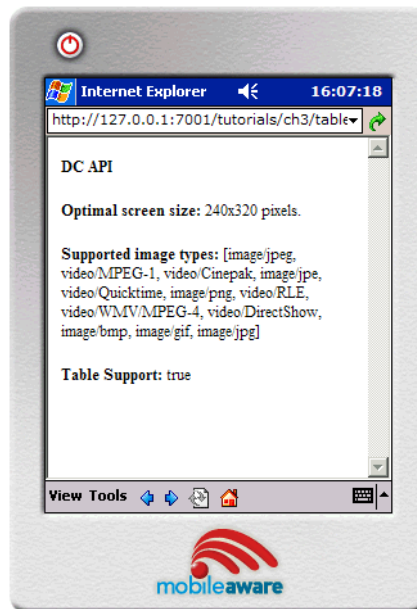 Internet Explorer 16:07:18
http://127.0.0.1:7001/tutorials/ch3/table
DC API
Optimal screen size: 240x320 pixels.
Supported image types: [image/jpeg,
video/MPEG-1, video/Cinepak, image/jpe,
video/Quicktime, image/png, video/RLE,
video/WMV/MPEG-4, video/DirectShow,
image/bmp, image/gif, image/jpg]
Table Support: true
View Tools
mobileaware